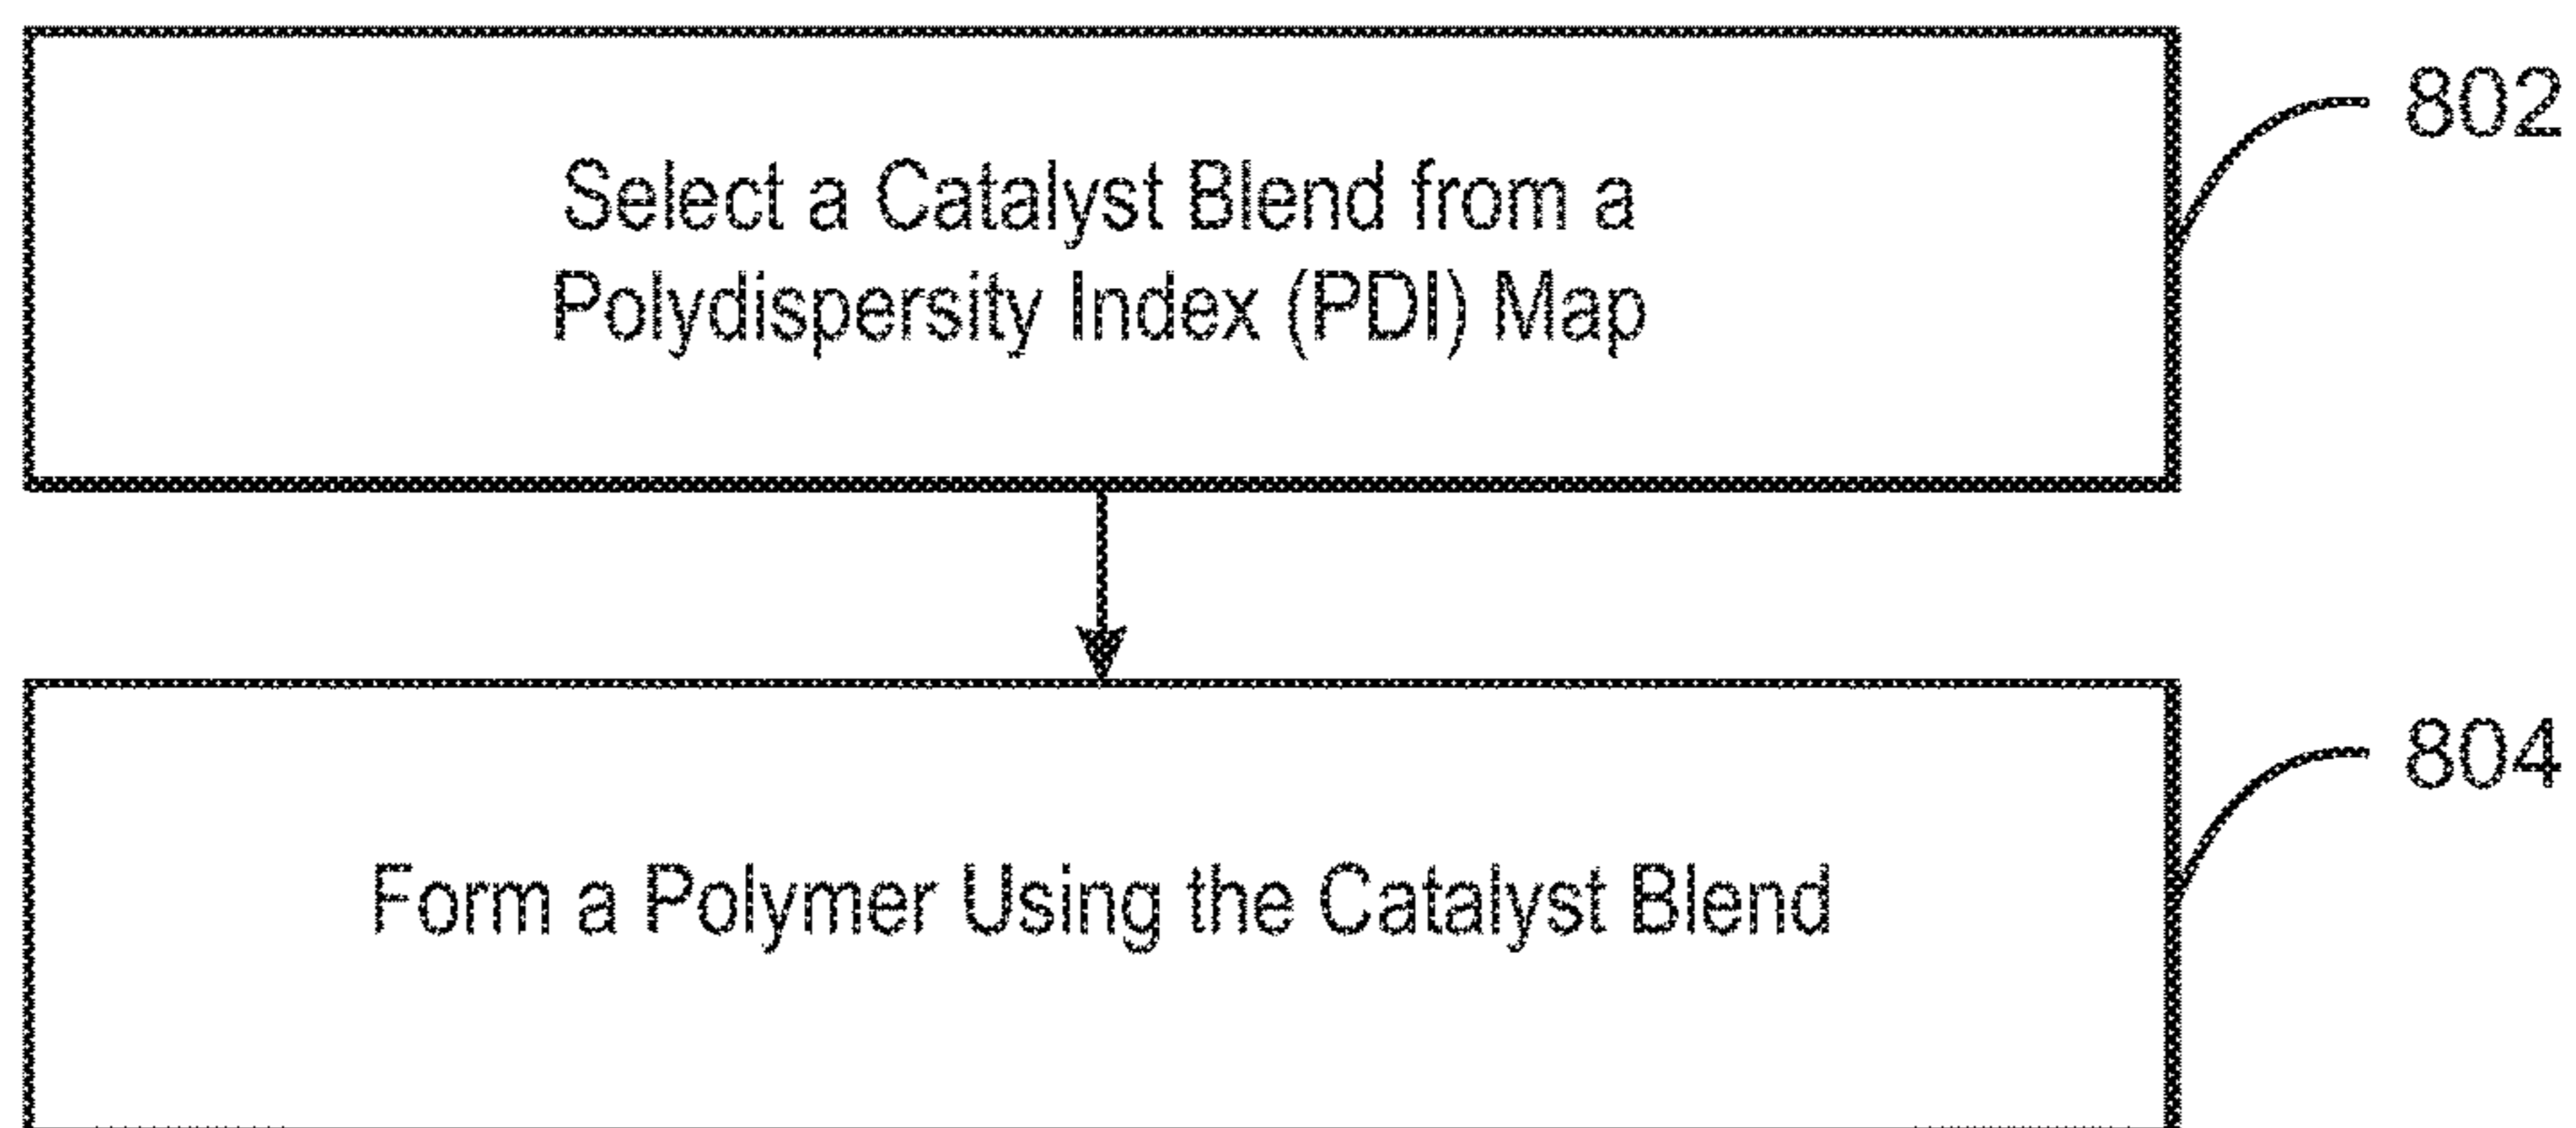 802
Select a Catalyst Blend from a
Polydispersity Index (PDI) Map
804
Form a Polymer Using the Catalyst Blend